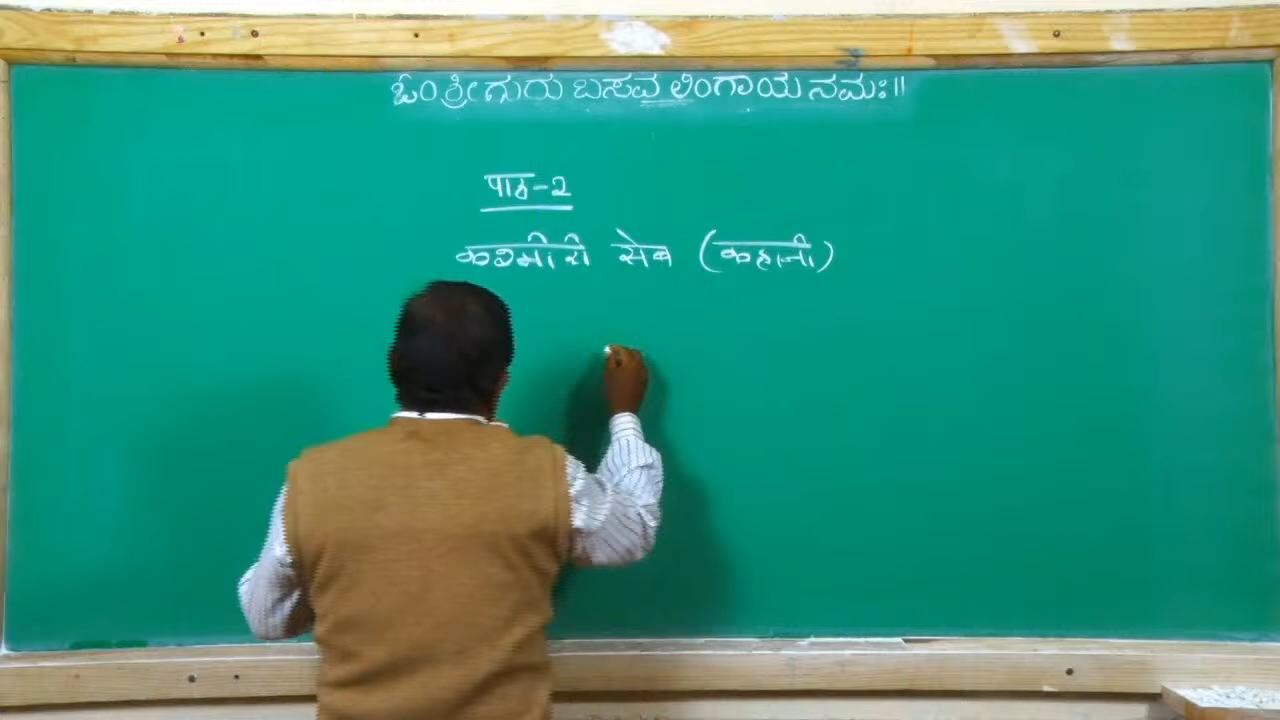 ಓಂ ಶ್ರೀ ಗುರು ಬಸವ ಲಿಂಗಾಯ ನಮಃ ||
पाठ-2
कश्मीरी सेब (कहानी)